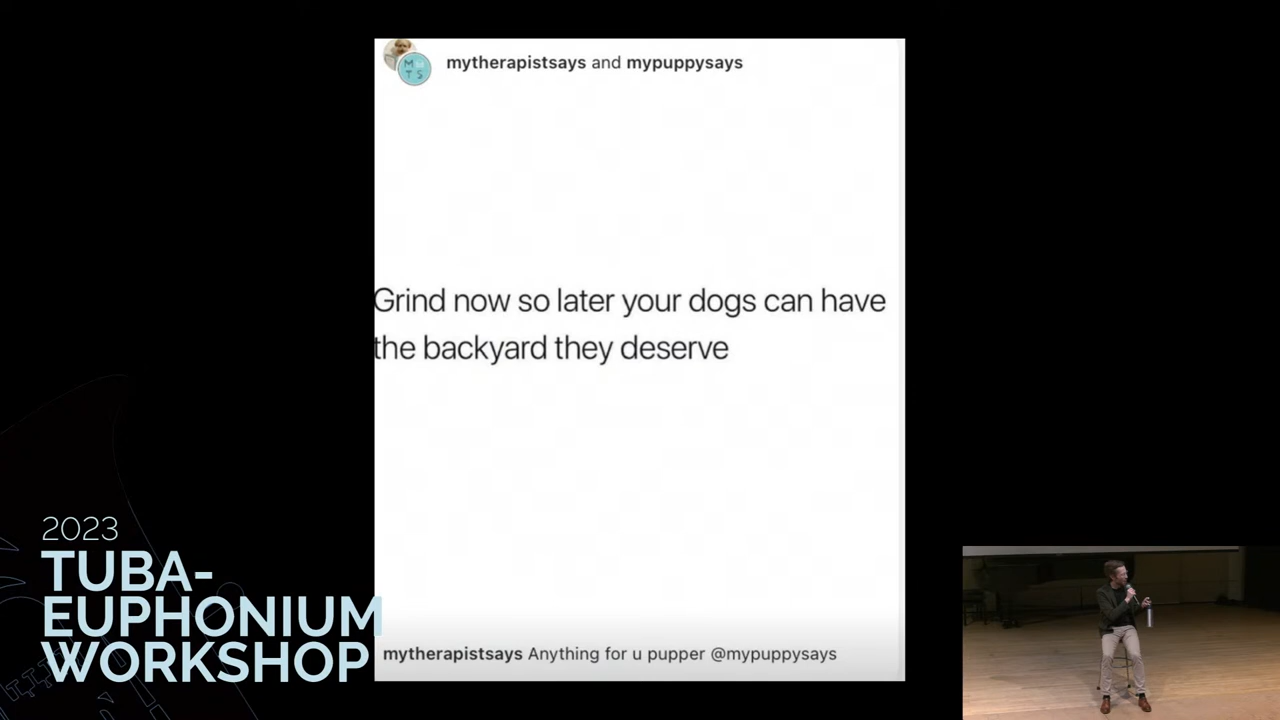 mytherapistsays and mypuppysays
Grind now so later your dogs can have
the backyard they deserve
mytherapistsays Anything for u pupper @mypuppysays
2023
TUBA-
EUPHONIUM
WORKSHOP